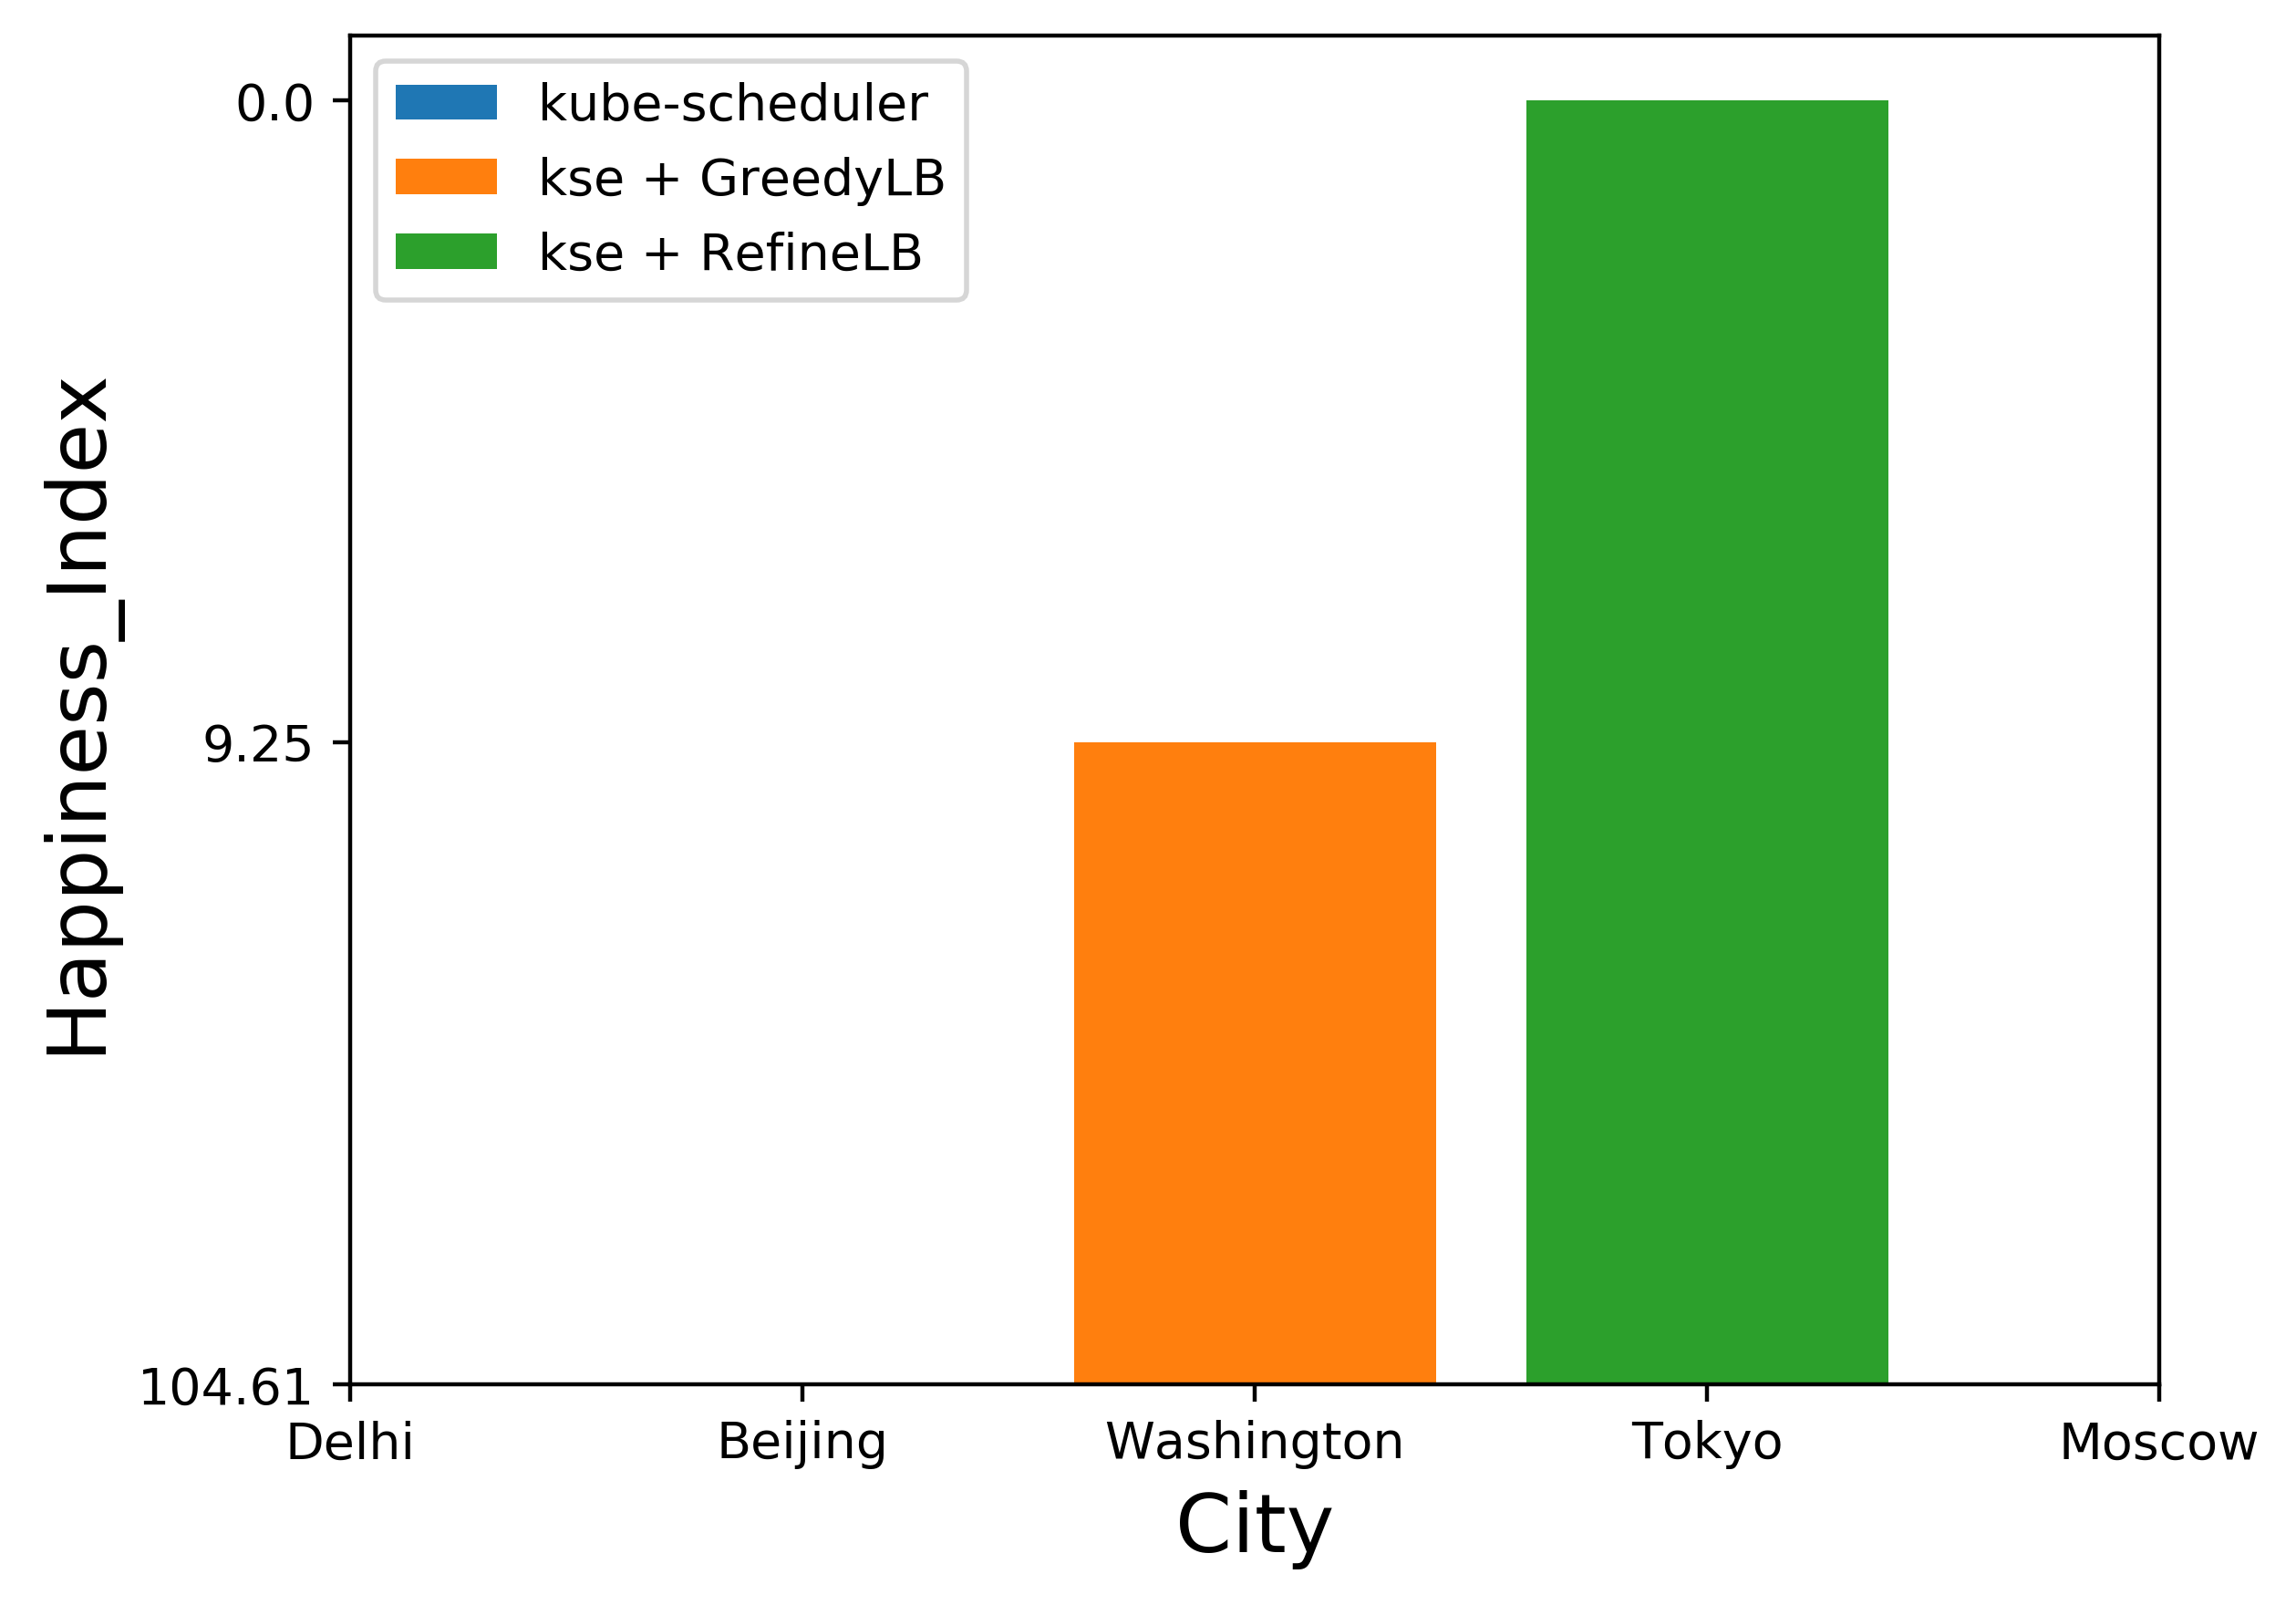 kube-scheduler
kse + GreedyLB
kse + RefineLB
Happiness_Index
0.0
9.25
104.61
Delhi Beijing Washington Tokyo Moscow
City